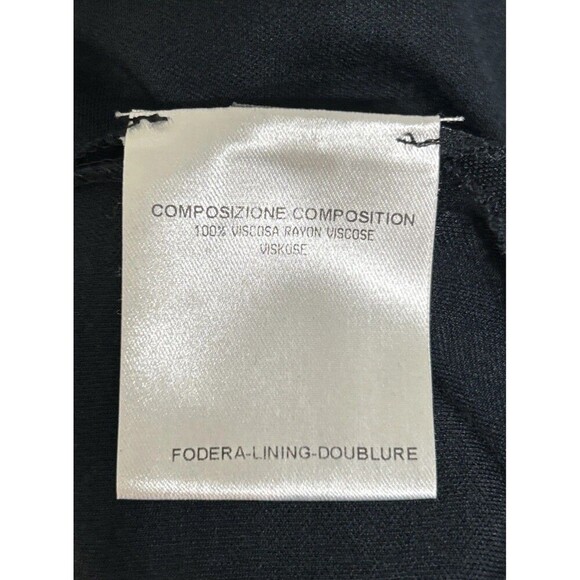 COMPOSIZIONE COMPOSITION
100% VISCOSA RAYON VISCOSE
VISKOSE
FODERA-LINING-DOUBLURE